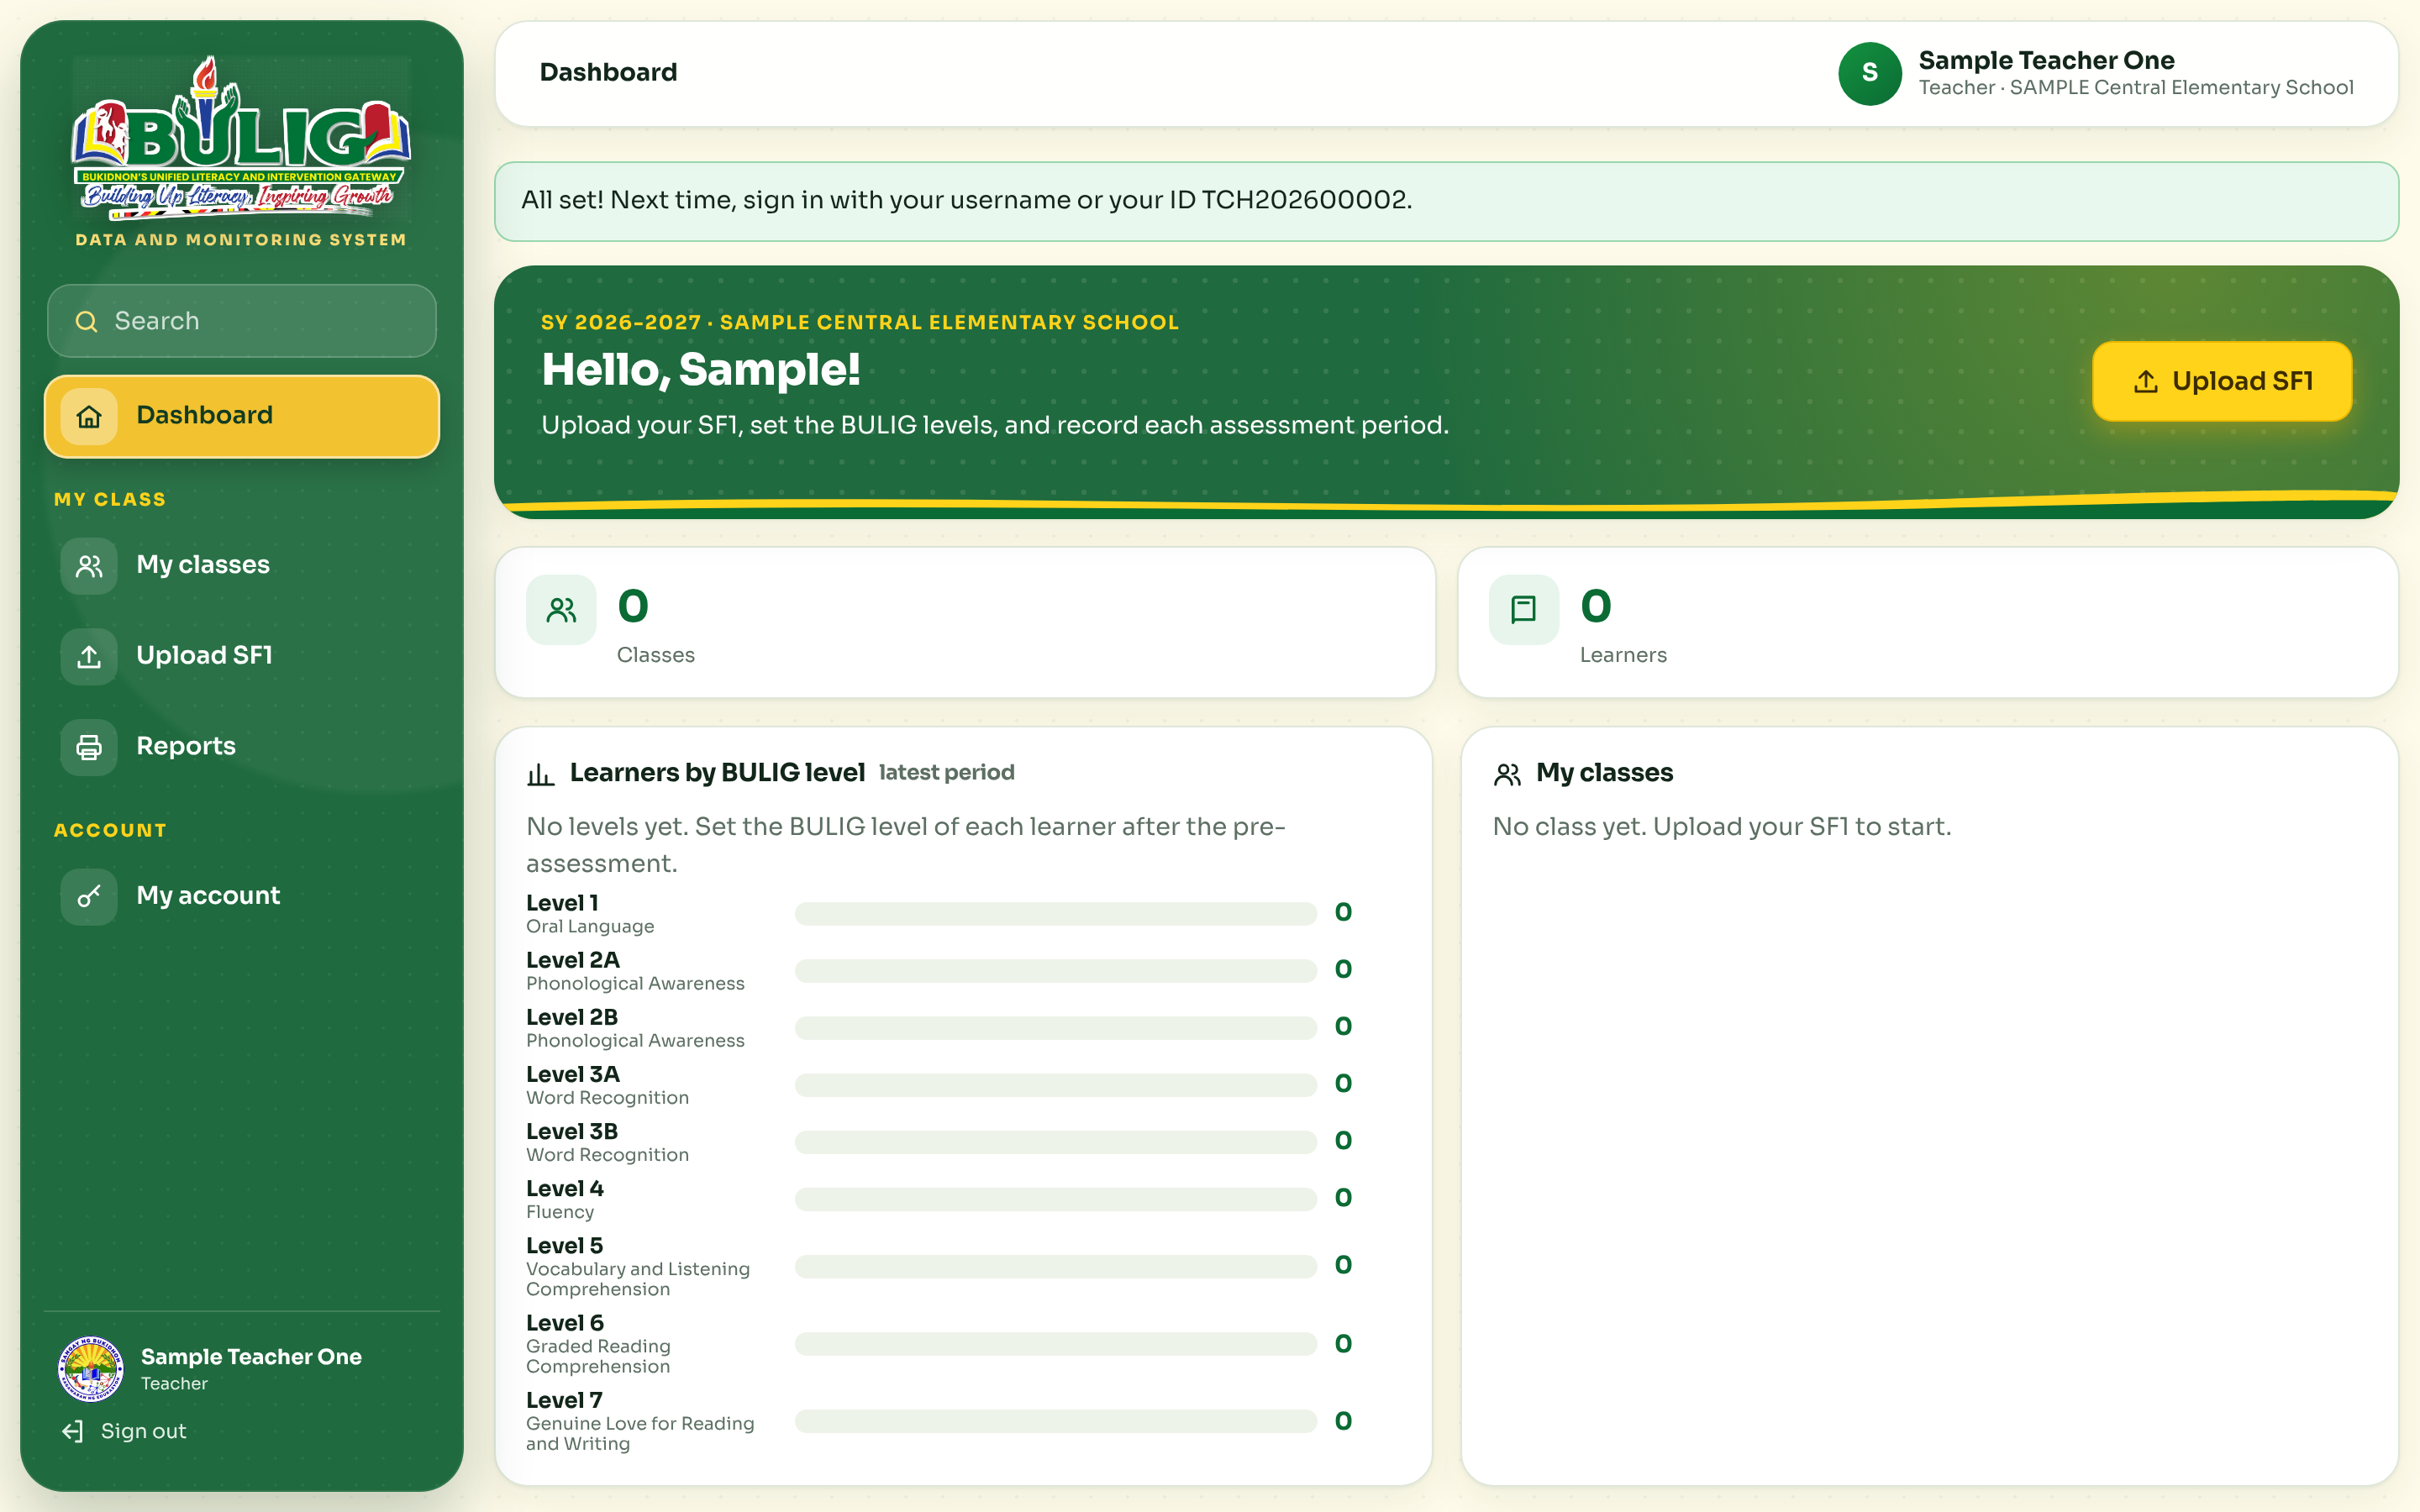 BULIG
BUKIDNON'S UNIFIED LITERACY AND INTERVENTION GATEWAY
Building Up Literacy, Inspiring Growth
DATA AND MONITORING SYSTEM
Search
Dashboard
MY CLASS
My classes
Upload SF1
Reports
ACCOUNT
My account
Sample Teacher One
Teacher
Sign out
Dashboard
S
Sample Teacher One
Teacher · SAMPLE Central Elementary School
All set! Next time, sign in with your username or your ID TCH202600002.
SY 2026-2027 · SAMPLE CENTRAL ELEMENTARY SCHOOL
Hello, Sample!
Upload your SF1, set the BULIG levels, and record each assessment period.
Upload SF1
0
Classes
0
Learners
Learners by BULIG level latest period
No levels yet. Set the BULIG level of each learner after the pre-
assessment.
Level 1
Oral Language
0
Level 2A
Phonological Awareness
0
Level 2B
Phonological Awareness
0
Level 3A
Word Recognition
0
Level 3B
Word Recognition
0
Level 4
Fluency
0
Level 5
Vocabulary and Listening
Comprehension
0
Level 6
Graded Reading
Comprehension
0
Level 7
Genuine Love for Reading
and Writing
0
My classes
No class yet. Upload your SF1 to start.